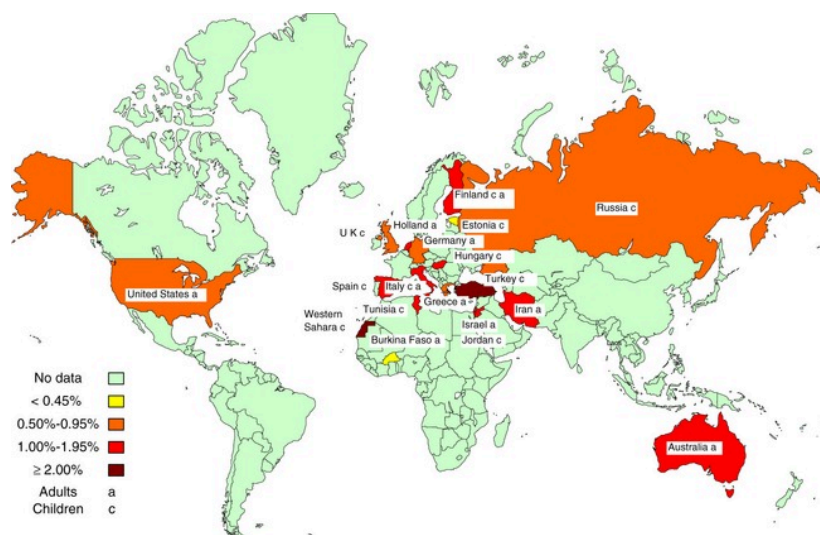 Finland c a
Russia c
Holland a
Estonia c
U K c
Germany a
Hungary c
Turkey c
Spain c
Italy c a
United States a
Tunisia c
Greece a
Iran a
Western
Sahara c
Israel a
Burkina Faso a
Jordan c
No data
< 0.45%
0.50%-0.95%
1.00%-1.95%
≥ 2.00%
Adults a
Children c
Australia a